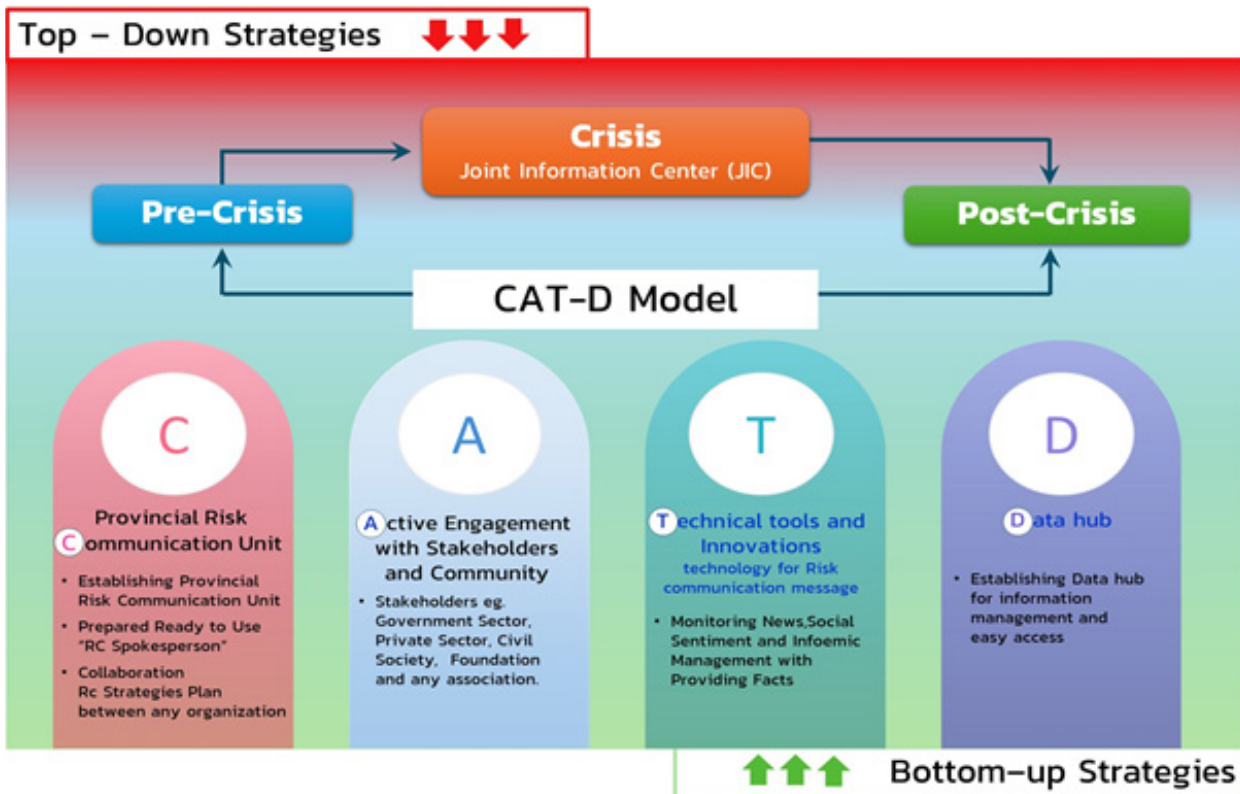 Top – Down Strategies
Crisis
Joint Information Center (JIC)
Pre-Crisis
Post-Crisis
CAT-D Model
C
Provincial Risk
Communication Unit
• Establishing Provincial
Risk Communication Unit
• Prepared Ready to Use
"RC Spokesperson"
• Collaboration
Rc Strategies Plan
between any organization
A
Active Engagement
with Stakeholders
and Community
• Stakeholders eg.
Government Sector,
Private Sector, Civil
Society, Foundation
and any association.
T
Technical tools and
Innovations
technology for Risk
communication message
• Monitoring News,Social
Sentiment and Infoemic
Management with
Providing Facts
D
Data hub
• Establishing Data hub
for information
management and
easy access
Bottom-up Strategies